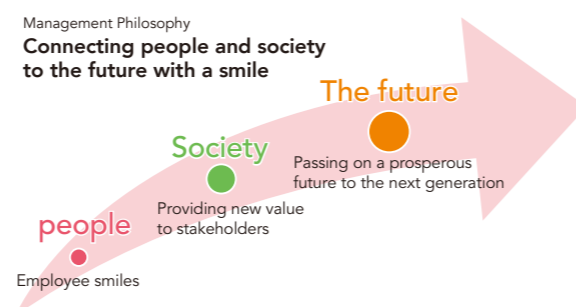 Management Philosophy
Connecting people and society
to the future with a smile
The future
Passing on a prosperous
future to the next generation
Society
Providing new value
to stakeholders
people
Employee smiles